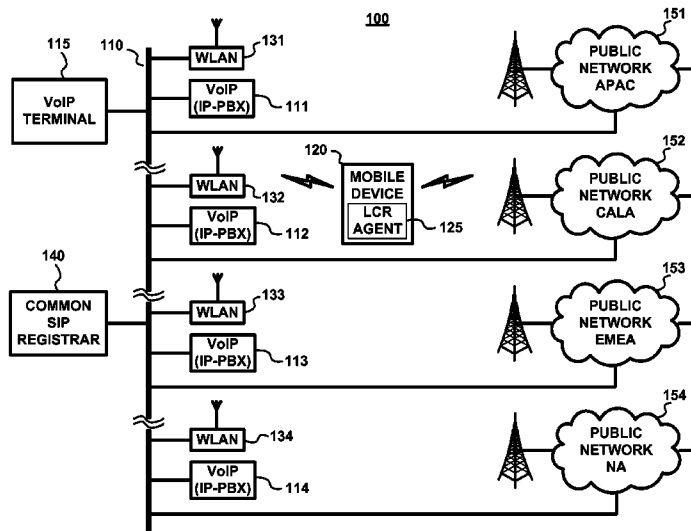 100
115
110
WLAN
131
151
VoIP
TERMINAL
VoIP
(IP-PBX)
111
PUBLIC
NETWORK
APAC
120
152
WLAN
132
MOBILE
DEVICE
LCR
AGENT
125
PUBLIC
NETWORK
CALA
VoIP
(IP-PBX)
112
140
153
COMMON
SIP
REGISTRAR
WLAN
133
PUBLIC
NETWORK
EMEA
VoIP
(IP-PBX)
113
154
WLAN
134
PUBLIC
NETWORK
NA
VoIP
(IP-PBX)
114